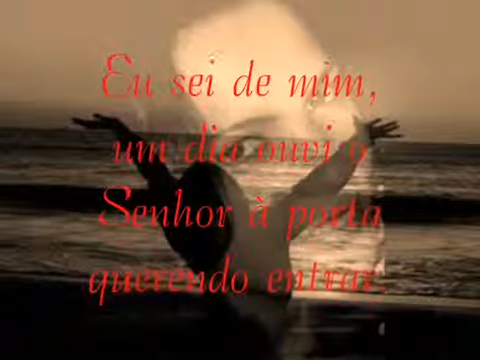 Eu sei de mim,
um dia ouvi o
Senhor à porta
querendo entrar.